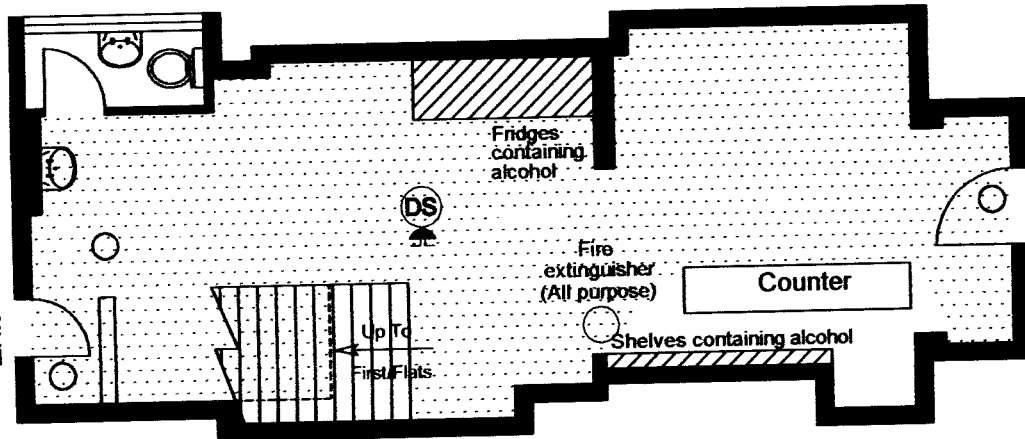 Fridges
containing
alcohol
DS
Fire
extinguisher
(All purpose)
Counter
Shelves containing alcohol
Up To
First/Flats